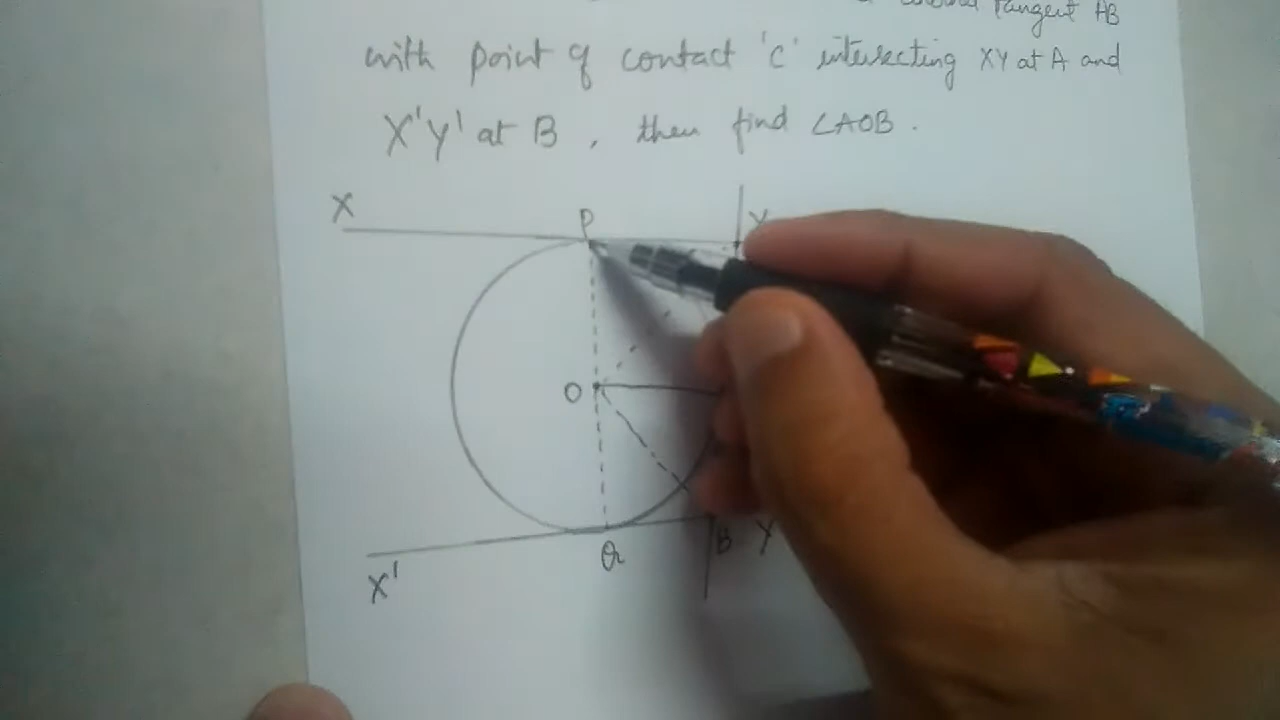 Tangent AB
with point of contact 'C' intersecting XY at A and
X'Y' at B , then find ∠AOB .
X P Y
O
X' Q B Y